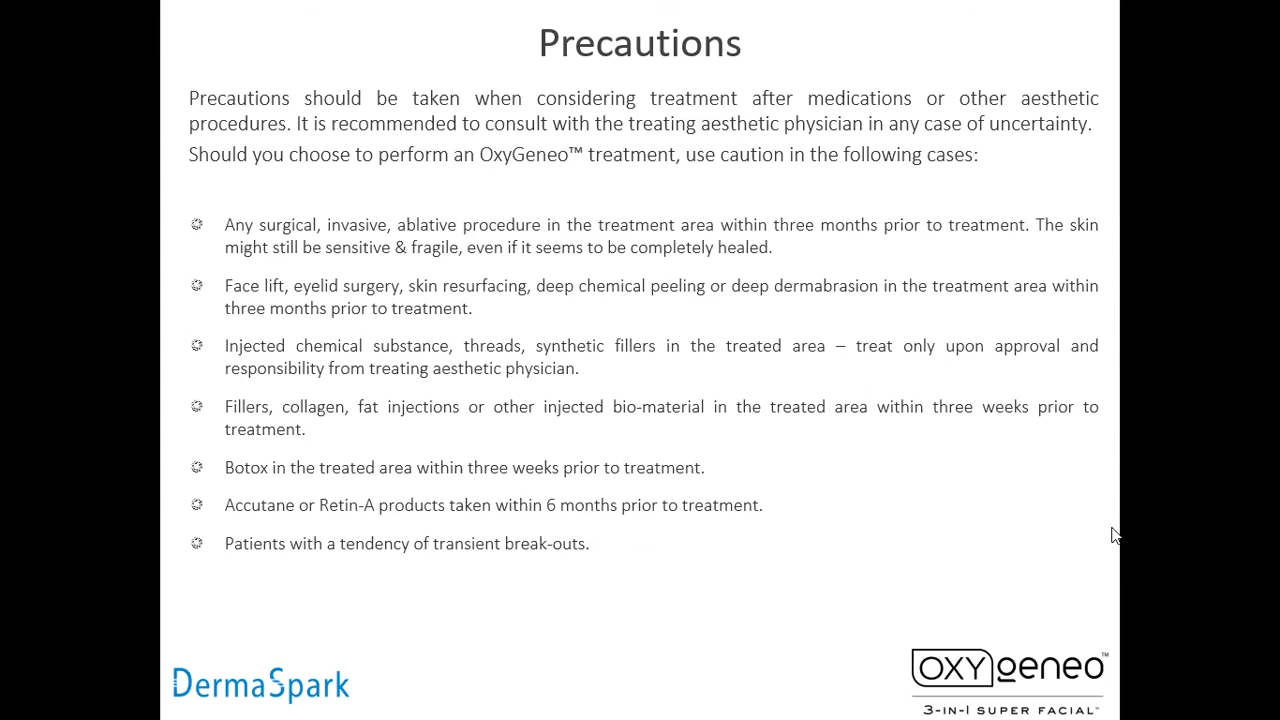 Precautions
Precautions should be taken when considering treatment after medications or other aesthetic
procedures. It is recommended to consult with the treating aesthetic physician in any case of uncertainty.
Should you choose to perform an OxyGeneo™ treatment, use caution in the following cases:
Any surgical, invasive, ablative procedure in the treatment area within three months prior to treatment. The skin
might still be sensitive & fragile, even if it seems to be completely healed.
Face lift, eyelid surgery, skin resurfacing, deep chemical peeling or deep dermabrasion in the treatment area within
three months prior to treatment.
Injected chemical substance, threads, synthetic fillers in the treated area – treat only upon approval and
responsibility from treating aesthetic physician.
Fillers, collagen, fat injections or other injected bio-material in the treated area within three weeks prior to
treatment.
Botox in the treated area within three weeks prior to treatment.
Accutane or Retin-A products taken within 6 months prior to treatment.
Patients with a tendency of transient break-outs.
DermaSpark
OXYgeneo™
3-IN-1 SUPER FACIAL™